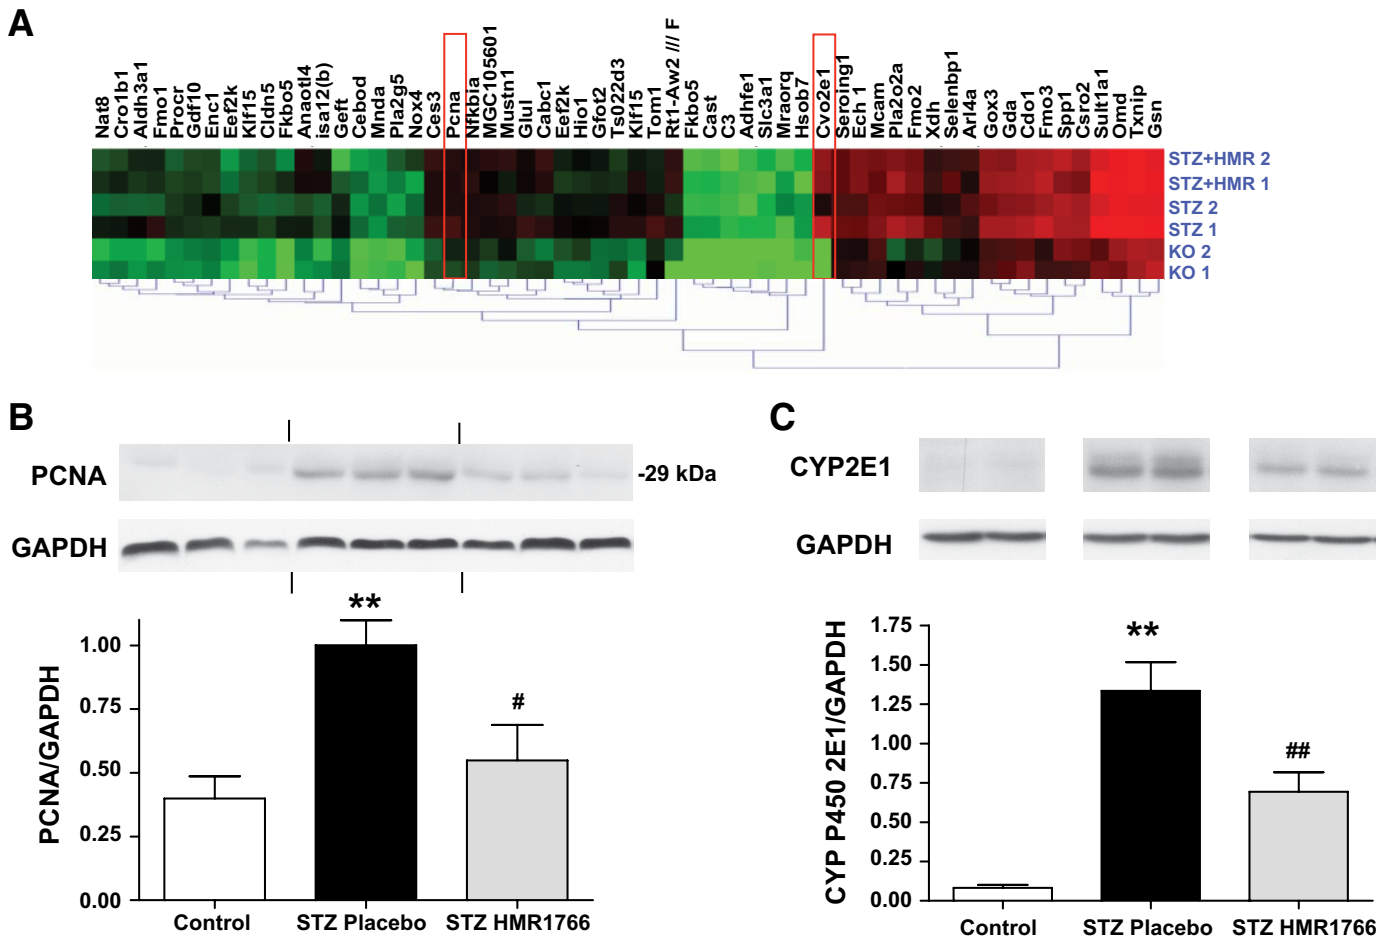 A
Nat8
Cro1b1
Aldh3a1
Fmo1
Procr
Gdf10
Enc1
Eef2k
Klf15
Cldn5
Fkbo5
Anaotl4
isa12(b)
Geft
Cebod
Mnda
Pla2g5
Nox4
Ces3
Pcna
Nfkbia
MGC105601
Mustn1
Glul
Cabc1
Eef2k
Hio1
Gfot2
Ts022d3
Klf15
Tom1
Rt1-Aw2 /// F
Fkbo5
Cast
C3
Adhfe1
Slc3a1
Mraorq
Hsob7
Cvo2e1
Seroing1
Ech 1
Mcam
Pla2o2a
Fmo2
Xdh
Selenbp1
Arl4a
Gox3
Gda
Cdo1
Fmo3
Spp1
Csro2
Sult1a1
Omd
Txnip
Gsn
STZ+HMR 2
STZ+HMR 1
STZ 2
STZ 1
KO 2
KO 1
B
PCNA
-29 kDa
GAPDH
**
#
PCNA/GAPDH
1.00
0.75
0.50
0.25
0.00
Control
STZ Placebo
STZ HMR1766
C
CYP2E1
GAPDH
**
##
CYP P450 2E1/GAPDH
1.75
1.50
1.25
1.00
0.75
0.50
0.25
0.00
Control
STZ Placebo
STZ HMR1766